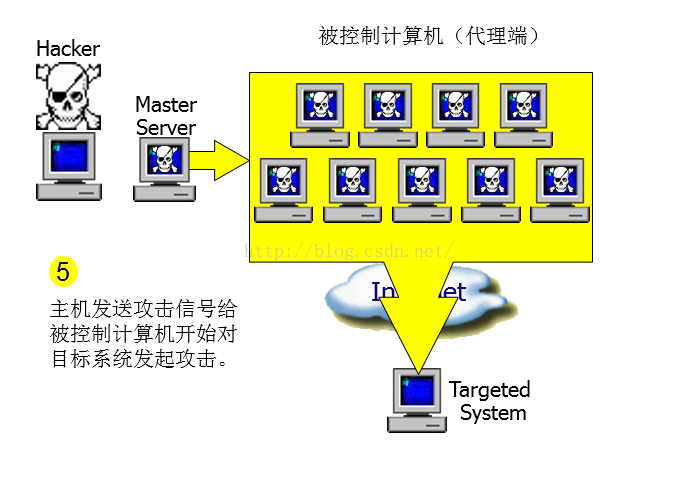 被控制计算机（代理端）
Hacker
Master
Server
http://blog.csdn.net/
5
主机发送攻击信号给
被控制计算机开始对
目标系统发起攻击。
Targeted
System